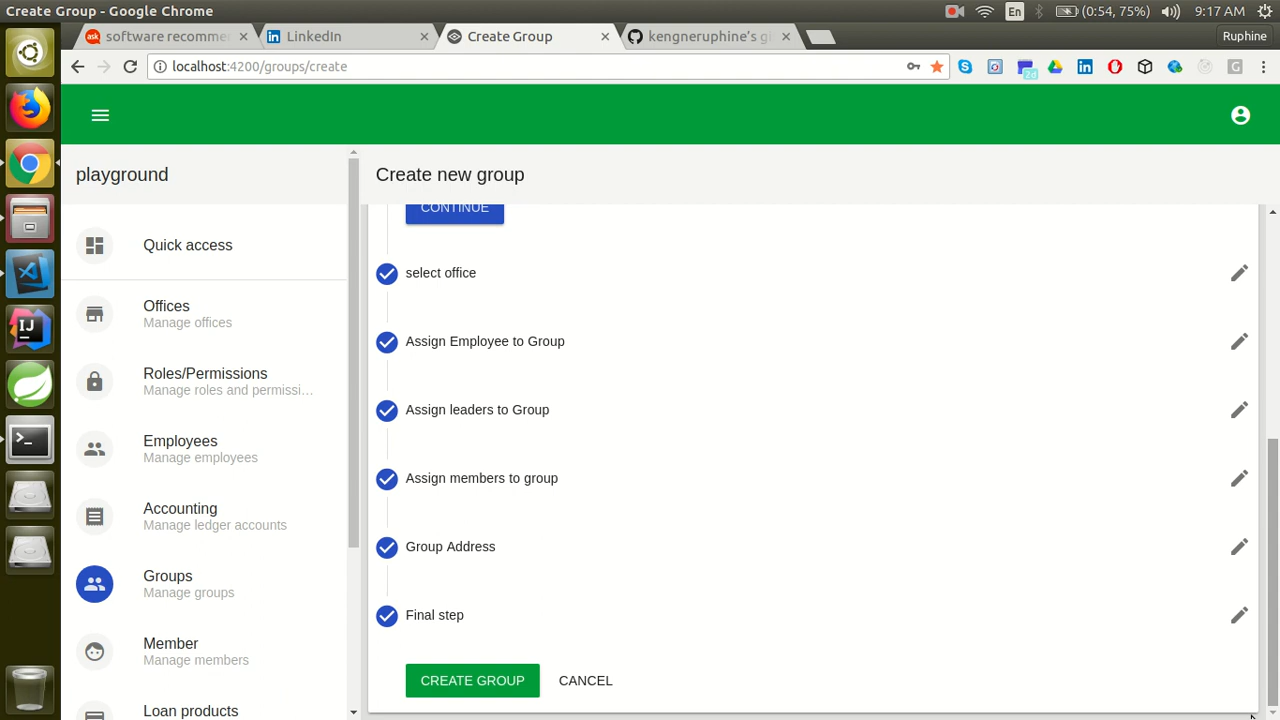 Create Group - Google Chrome
En
(0:54, 75%)
9:17 AM
software recomme
LinkedIn
Create Group
kengneruphine's gi
Ruphine
localhost:4200/groups/create
2d
playground
Create new group
CONTINUE
Quick access
Offices
Manage offices
Roles/Permissions
Manage roles and permissi…
Employees
Manage employees
Accounting
Manage ledger accounts
Groups
Manage groups
Member
Manage members
Loan products
select office
Assign Employee to Group
Assign leaders to Group
Assign members to group
Group Address
Final step
CREATE GROUP
CANCEL